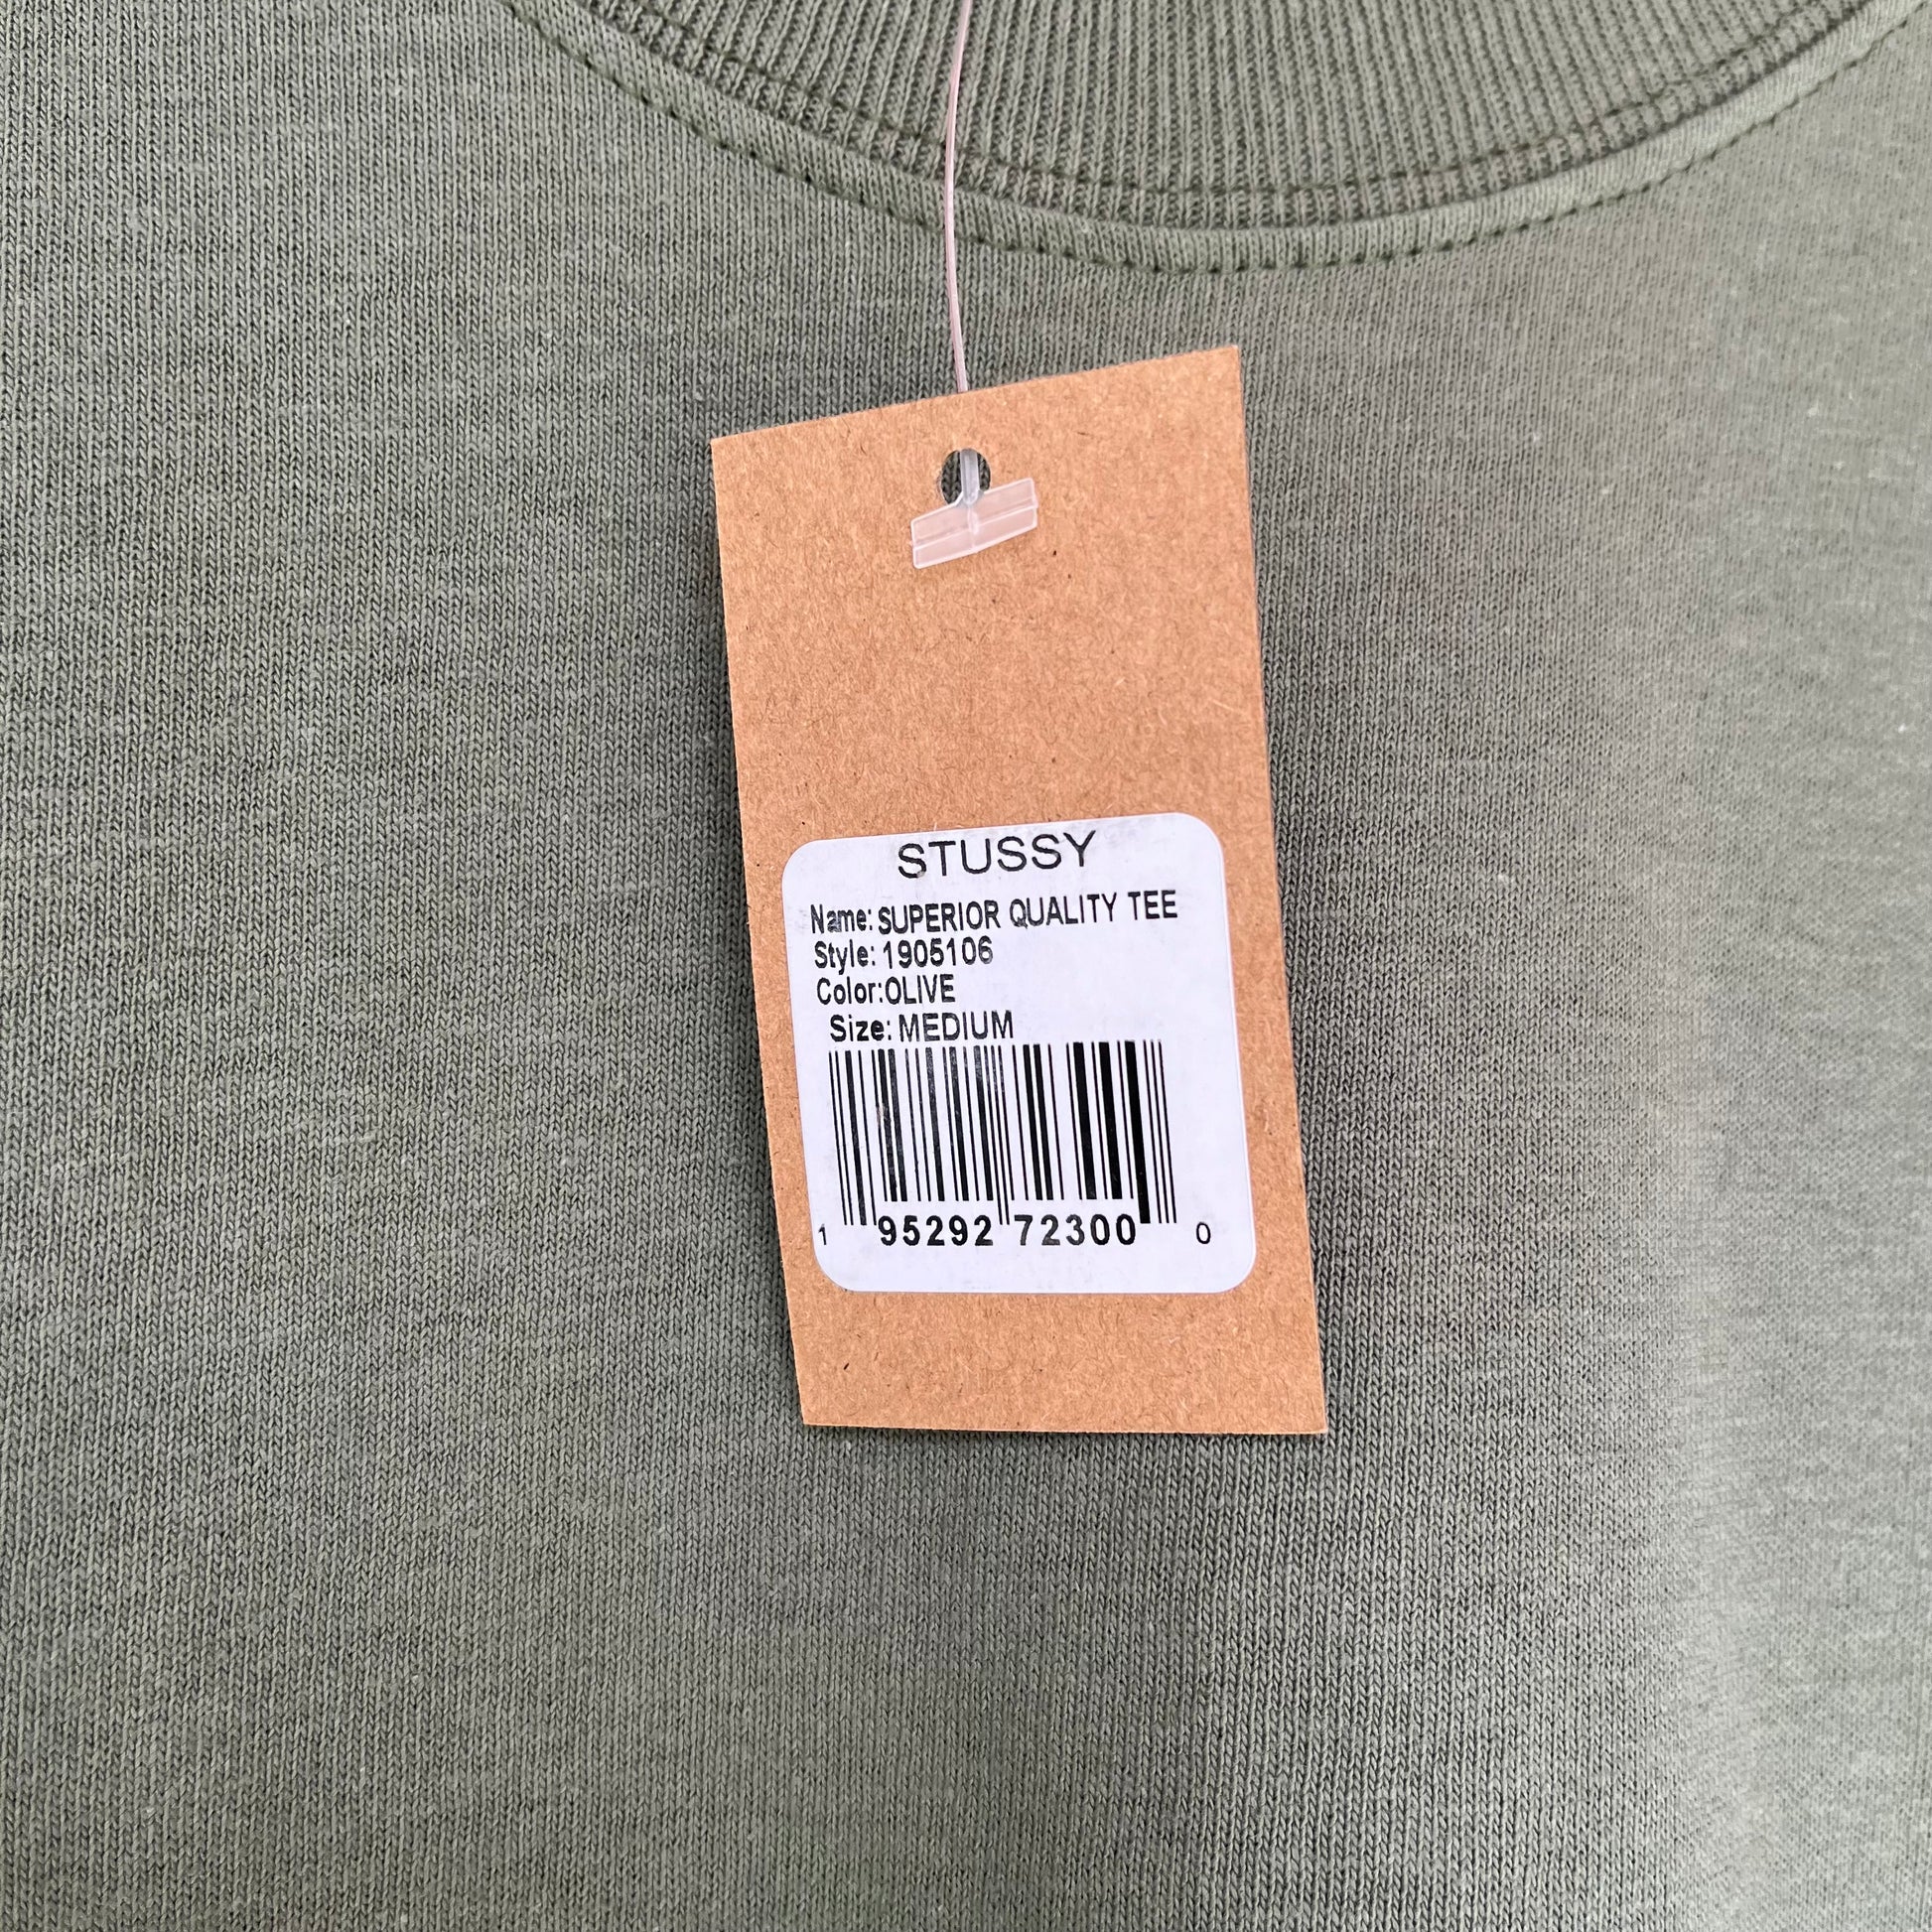 STUSSY
Name: SUPERIOR QUALITY TEE
Style: 1905106
Color:OLIVE
Size: MEDIUM
1 95292 72300 0